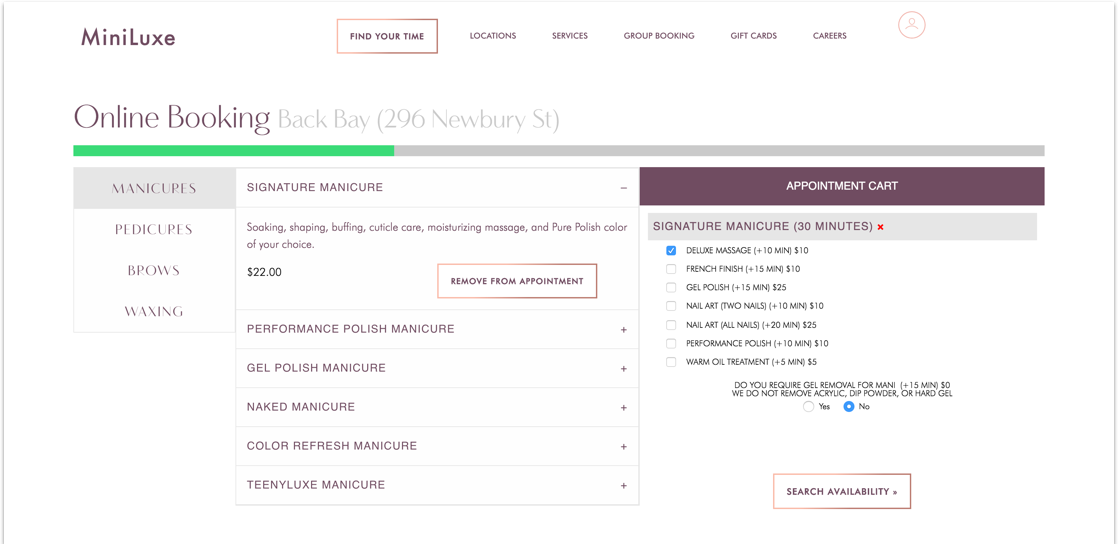 MiniLuxe
FIND YOUR TIME
LOCATIONS
SERVICES
GROUP BOOKING
GIFT CARDS
CAREERS
Online Booking Back Bay (296 Newbury St)
MANICURES
PEDICURES
BROWS
WAXING
SIGNATURE MANICURE −
Soaking, shaping, buffing, cuticle care, moisturizing massage, and Pure Polish color
of your choice.
$22.00
REMOVE FROM APPOINTMENT
PERFORMANCE POLISH MANICURE +
GEL POLISH MANICURE +
NAKED MANICURE +
COLOR REFRESH MANICURE +
TEENYLUXE MANICURE +
APPOINTMENT CART
SIGNATURE MANICURE (30 MINUTES) ×
DELUXE MASSAGE (+10 MIN) $10
FRENCH FINISH (+15 MIN) $10
GEL POLISH (+15 MIN) $25
NAIL ART (TWO NAILS) (+10 MIN) $10
NAIL ART (ALL NAILS) (+20 MIN) $25
PERFORMANCE POLISH (+10 MIN) $10
WARM OIL TREATMENT (+5 MIN) $5
DO YOU REQUIRE GEL REMOVAL FOR MANI (+15 MIN) $0
WE DO NOT REMOVE ACRYLIC, DIP POWDER, OR HARD GEL
Yes No
SEARCH AVAILABILITY »